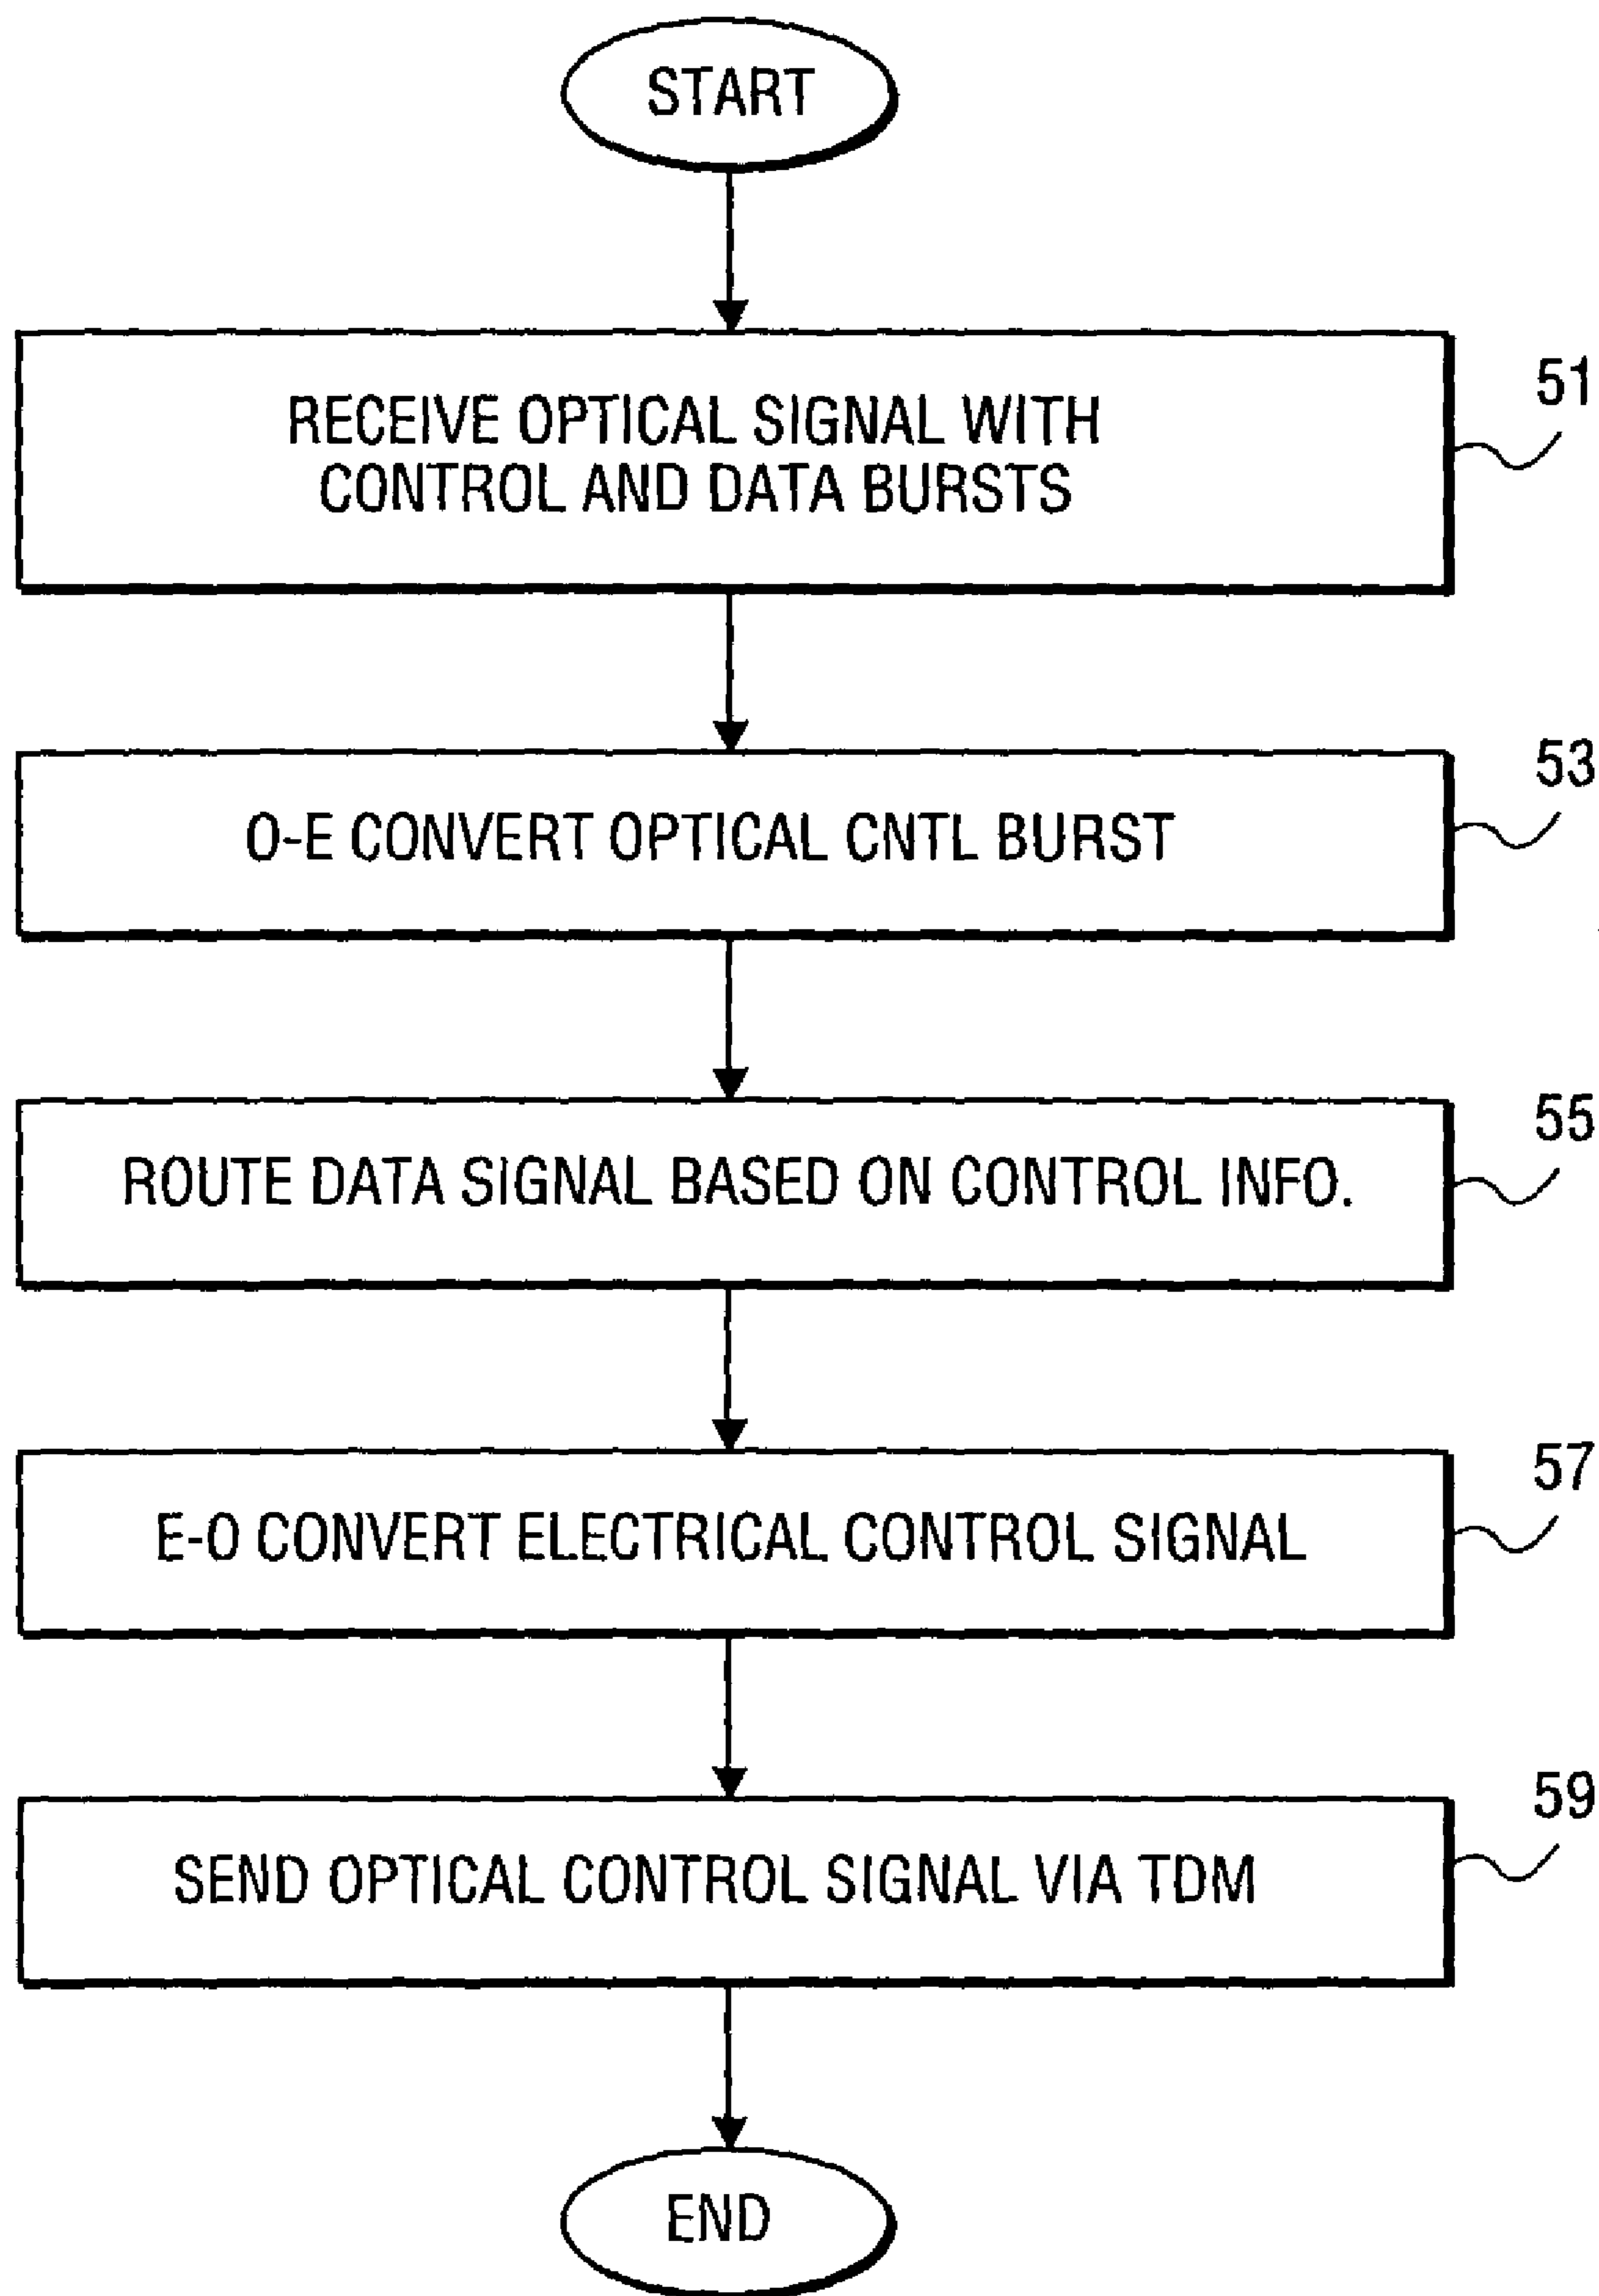 START
RECEIVE OPTICAL SIGNAL WITH
CONTROL AND DATA BURSTS
51
O-E CONVERT OPTICAL CNTL BURST
53
ROUTE DATA SIGNAL BASED ON CONTROL INFO.
55
E-O CONVERT ELECTRICAL CONTROL SIGNAL
57
SEND OPTICAL CONTROL SIGNAL VIA TDM
59
END